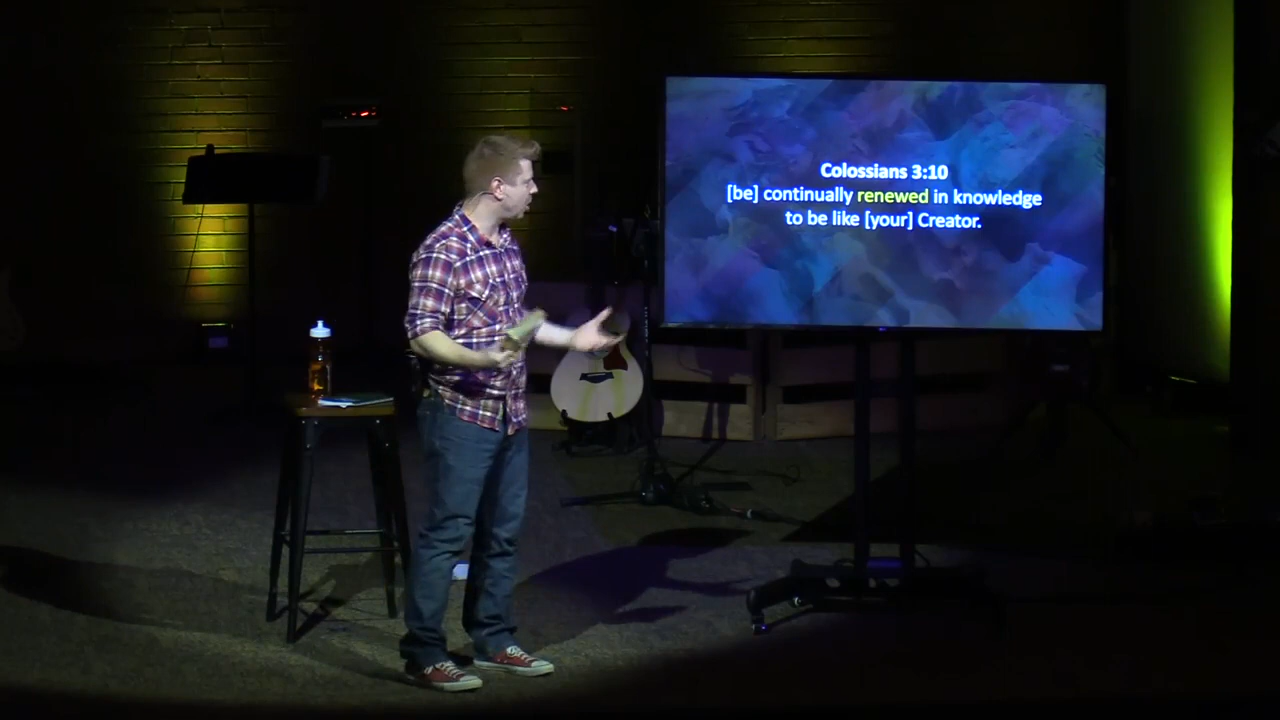 Colossians 3:10
[be] continually renewed in knowledge
to be like [your] Creator.